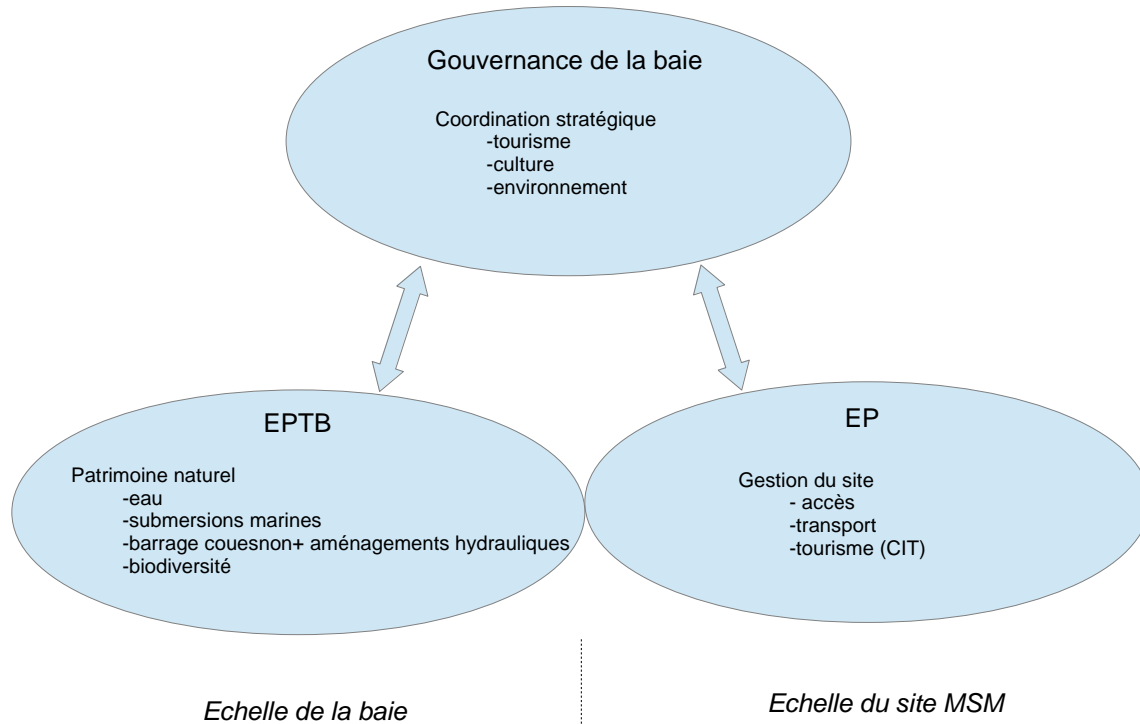 Gouvernance de la baie
Coordination stratégique
-tourisme
-culture
-environnement
EPTB
Patrimoine naturel
-eau
-submersions marines
-barrage couesnon+ aménagements hydrauliques
-biodiversité
EP
Gestion du site
- accès
-transport
-tourisme (CIT)
Echelle de la baie
Echelle du site MSM